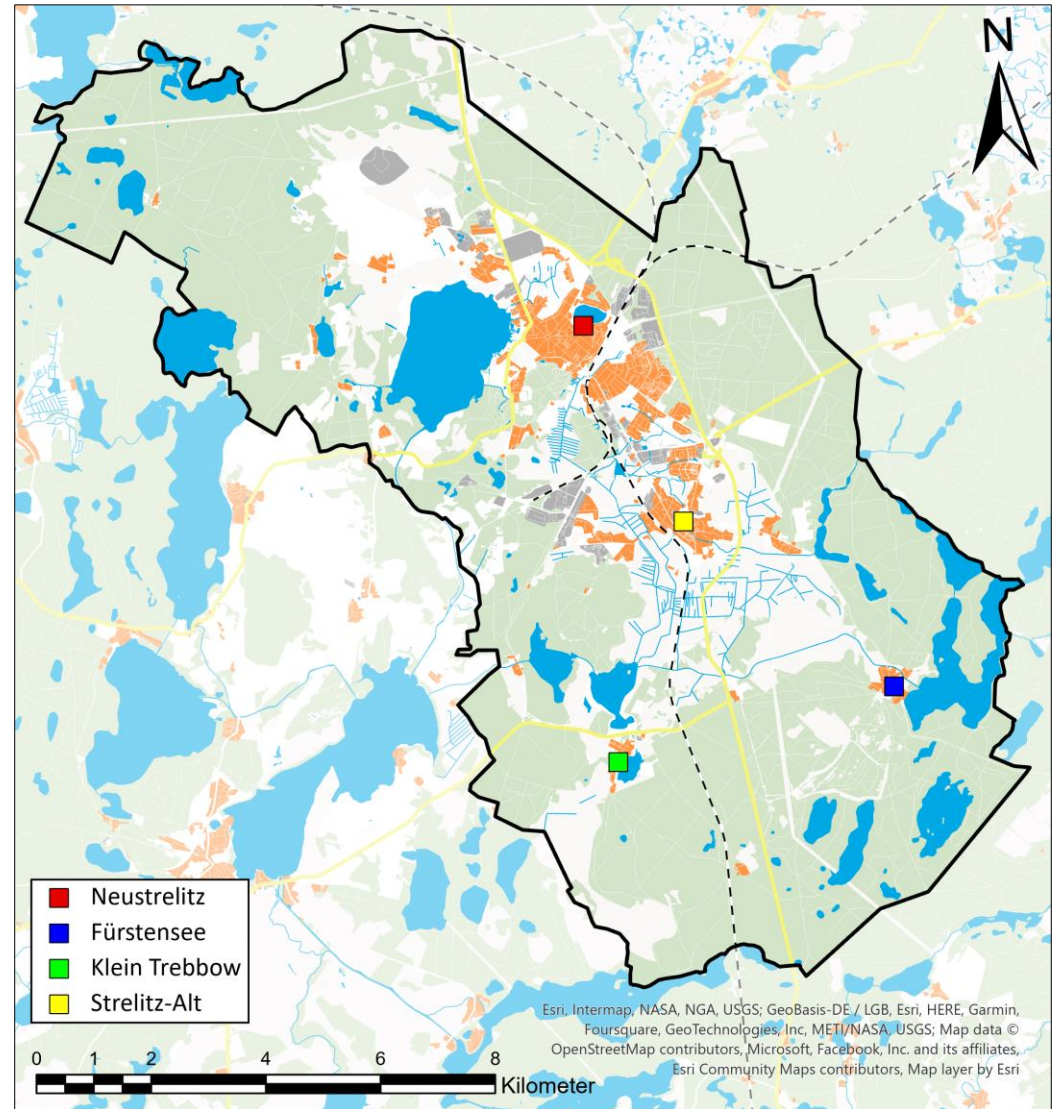 N
Neustrelitz
Fürstensee
Klein Trebbow
Strelitz-Alt
Esri, Intermap, NASA, NGA, USGS; GeoBasis-DE / LGB, Esri, HERE, Garmin,
Foursquare, GeoTechnologies, Inc, METI/NASA, USGS; Map data ©
OpenStreetMap contributors, Microsoft, Facebook, Inc. and its affiliates,
Esri Community Maps contributors, Map layer by Esri
0 1 2 4 6 8
Kilometer